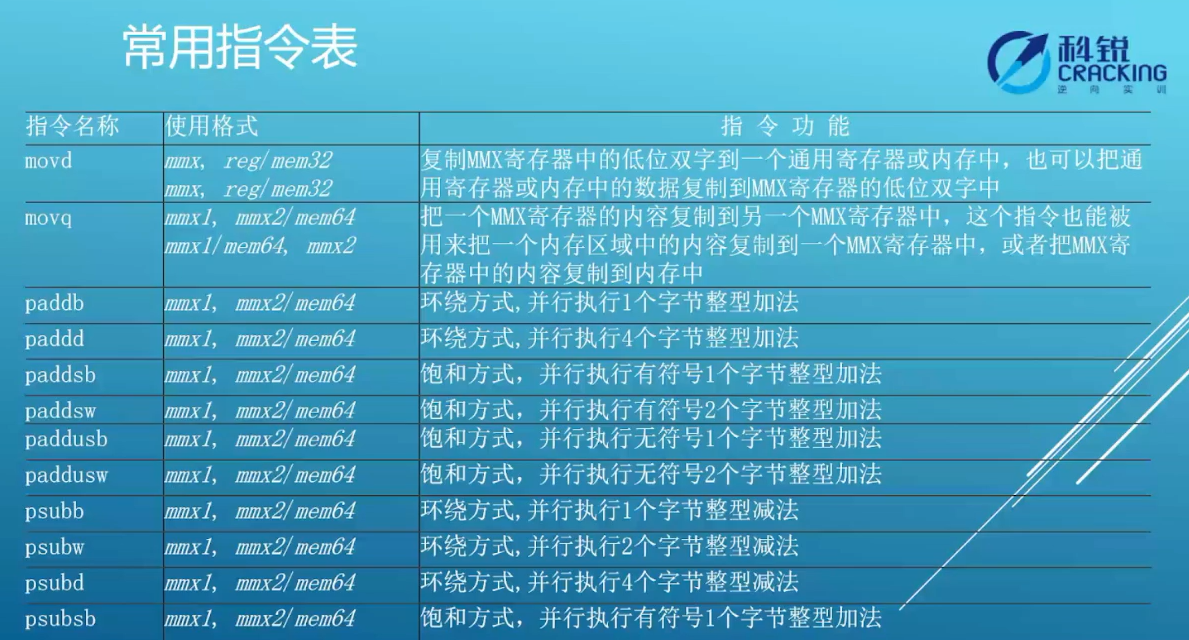 常用指令表
科锐
CRACKING
逆向实训
指令名称 使用格式 指 令 功 能
movd mmx, reg/mem32 复制MMX寄存器中的低位双字到一个通用寄存器或内存中，也可以把通
mmx, reg/mem32 用寄存器或内存中的数据复制到MMX寄存器的低位双字中
movq mmx1, mmx2/mem64 把一个MMX寄存器的内容复制到另一个MMX寄存器中，这个指令也能被
mmx1/mem64, mmx2 用来把一个内存区域中的内容复制到一个MMX寄存器中，或者把MMX寄
存器中的内容复制到内存中
paddb mmx1, mmx2/mem64 环绕方式,并行执行1个字节整型加法
paddd mmx1, mmx2/mem64 环绕方式,并行执行4个字节整型加法
paddsb mmx1, mmx2/mem64 饱和方式，并行执行有符号1个字节整型加法
paddsw mmx1, mmx2/mem64 饱和方式，并行执行有符号2个字节整型加法
paddusb mmx1, mmx2/mem64 饱和方式，并行执行无符号1个字节整型加法
paddusw mmx1, mmx2/mem64 饱和方式，并行执行无符号2个字节整型加法
psubb mmx1, mmx2/mem64 环绕方式,并行执行1个字节整型减法
psubw mmx1, mmx2/mem64 环绕方式,并行执行2个字节整型减法
psubd mmx1, mmx2/mem64 环绕方式,并行执行4个字节整型减法
psubsb mmx1, mmx2/mem64 饱和方式，并行执行有符号1个字节整型减法